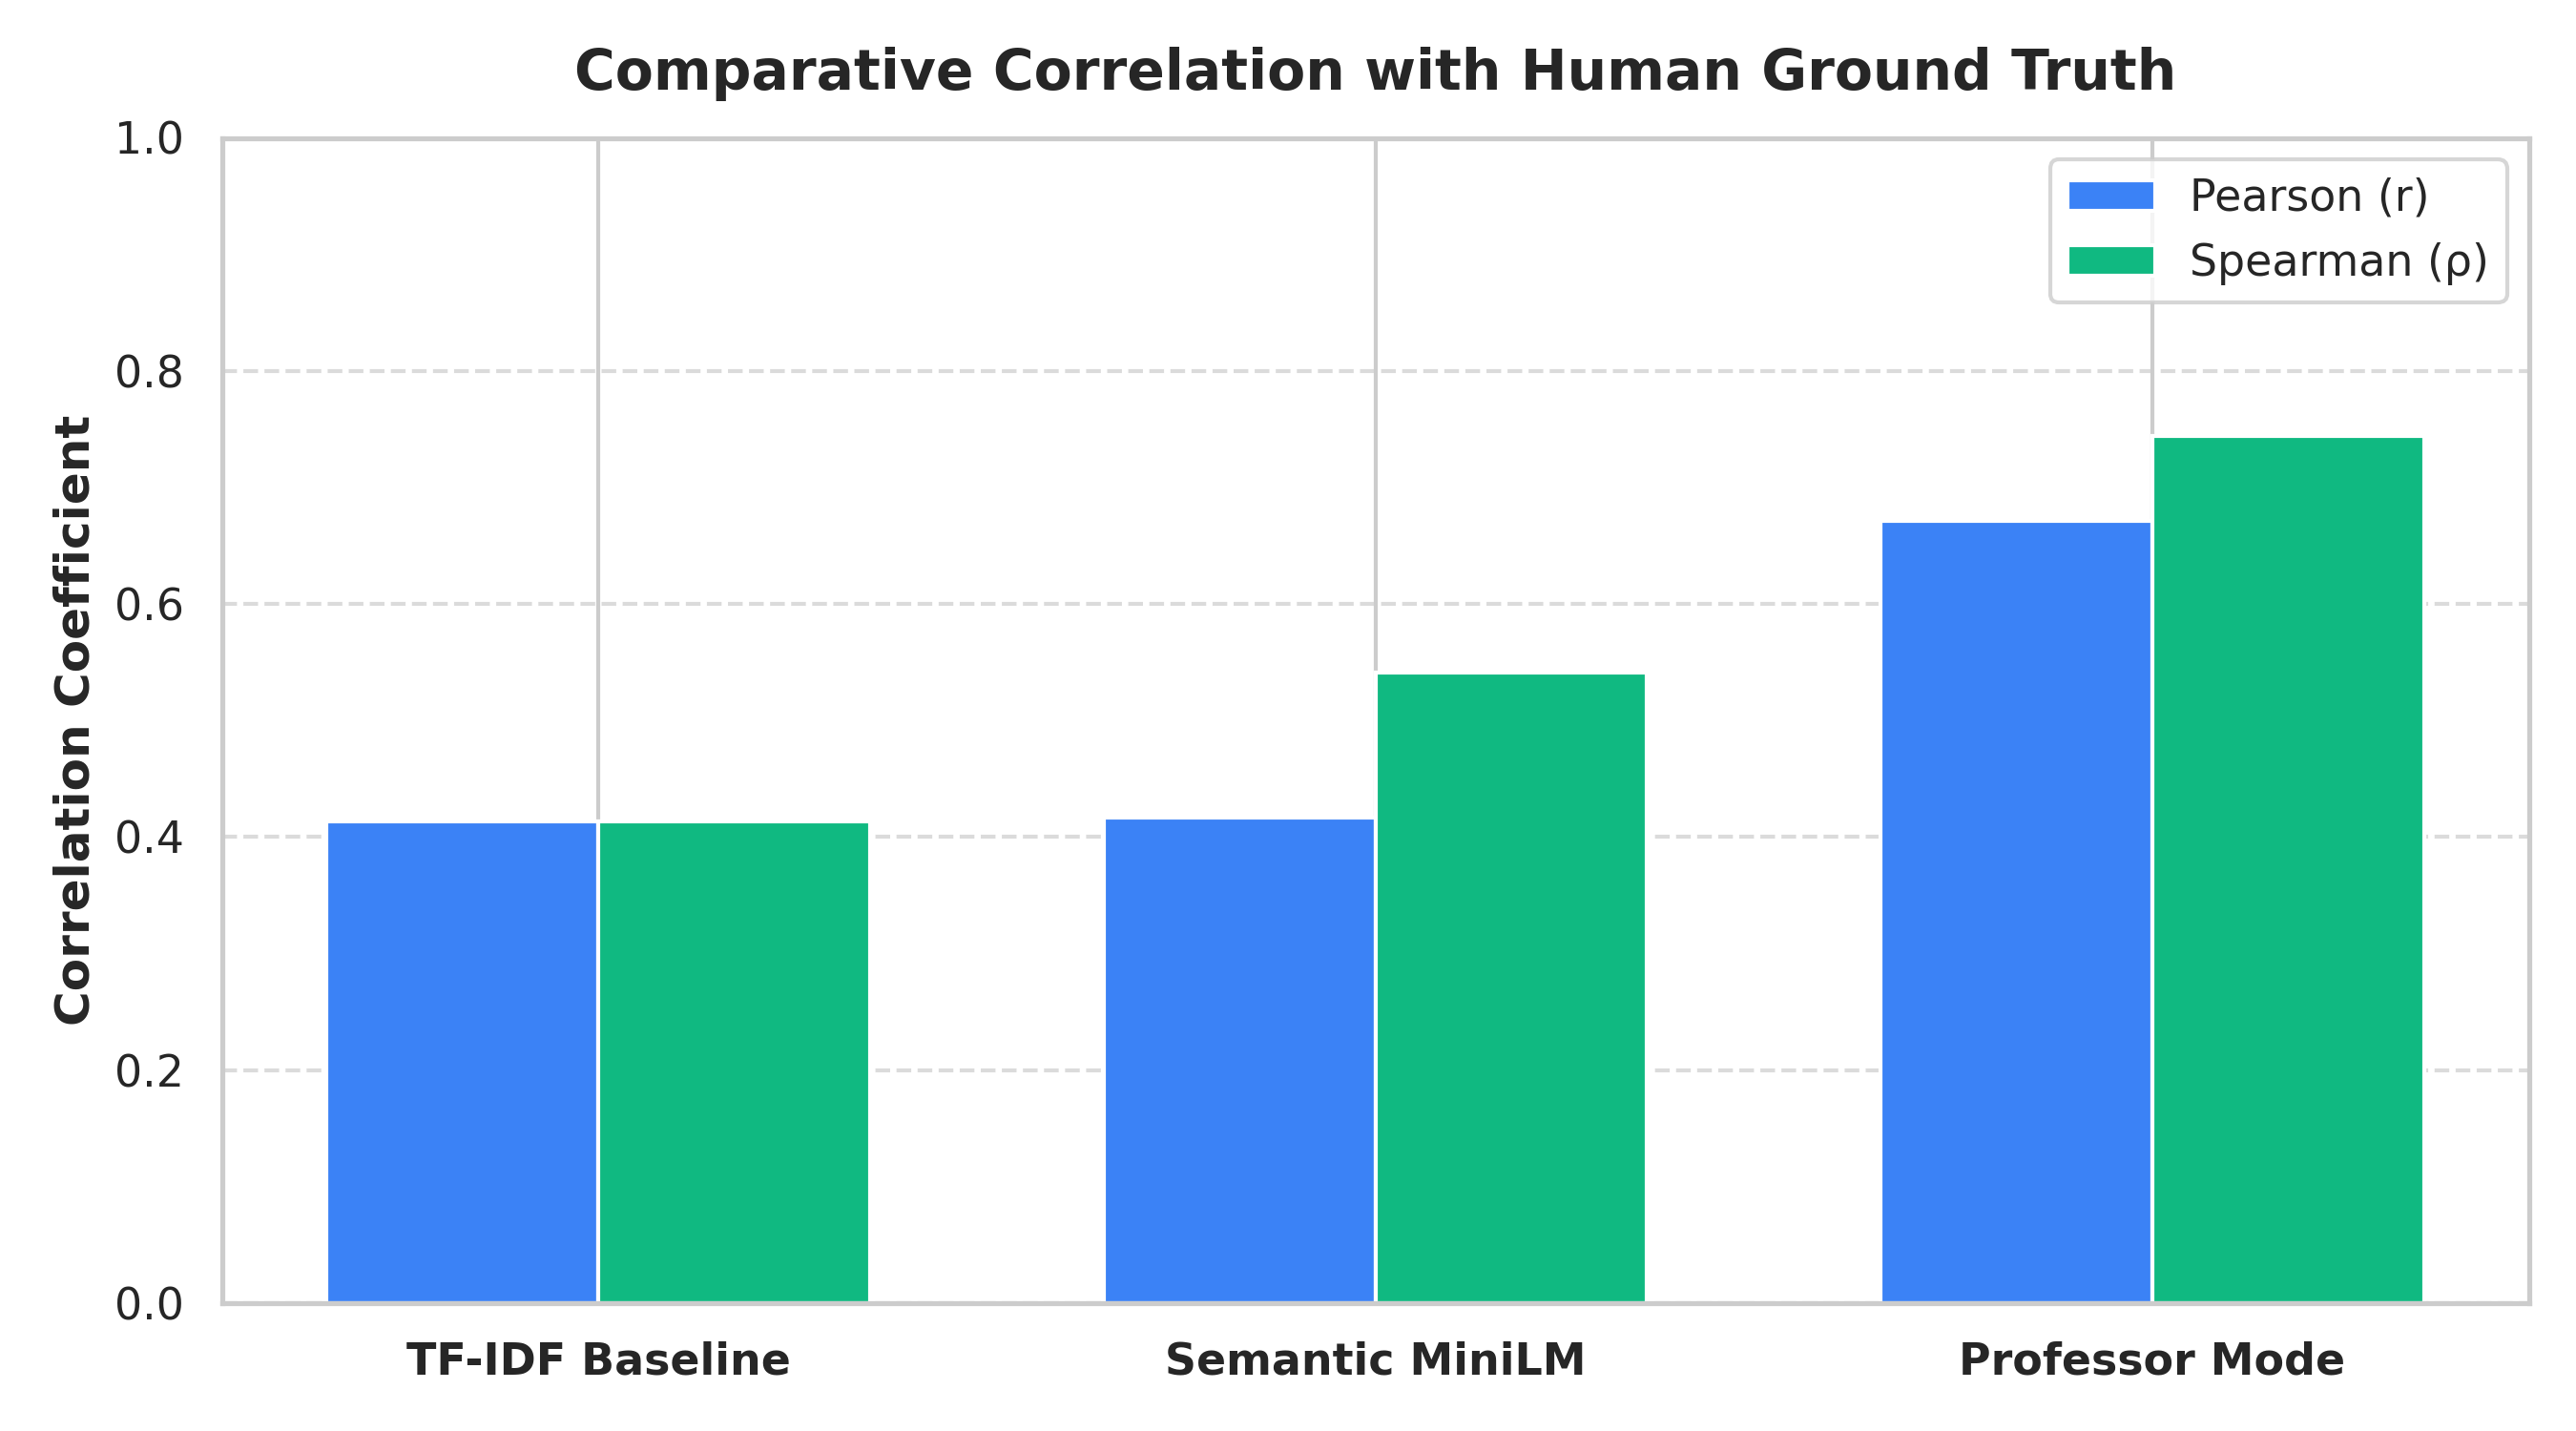 Comparative Correlation with Human Ground Truth
Correlation Coefficient
1.0
0.8
0.6
0.4
0.2
0.0
Pearson (r)
Spearman (ρ)
TF-IDF Baseline
Semantic MiniLM
Professor Mode